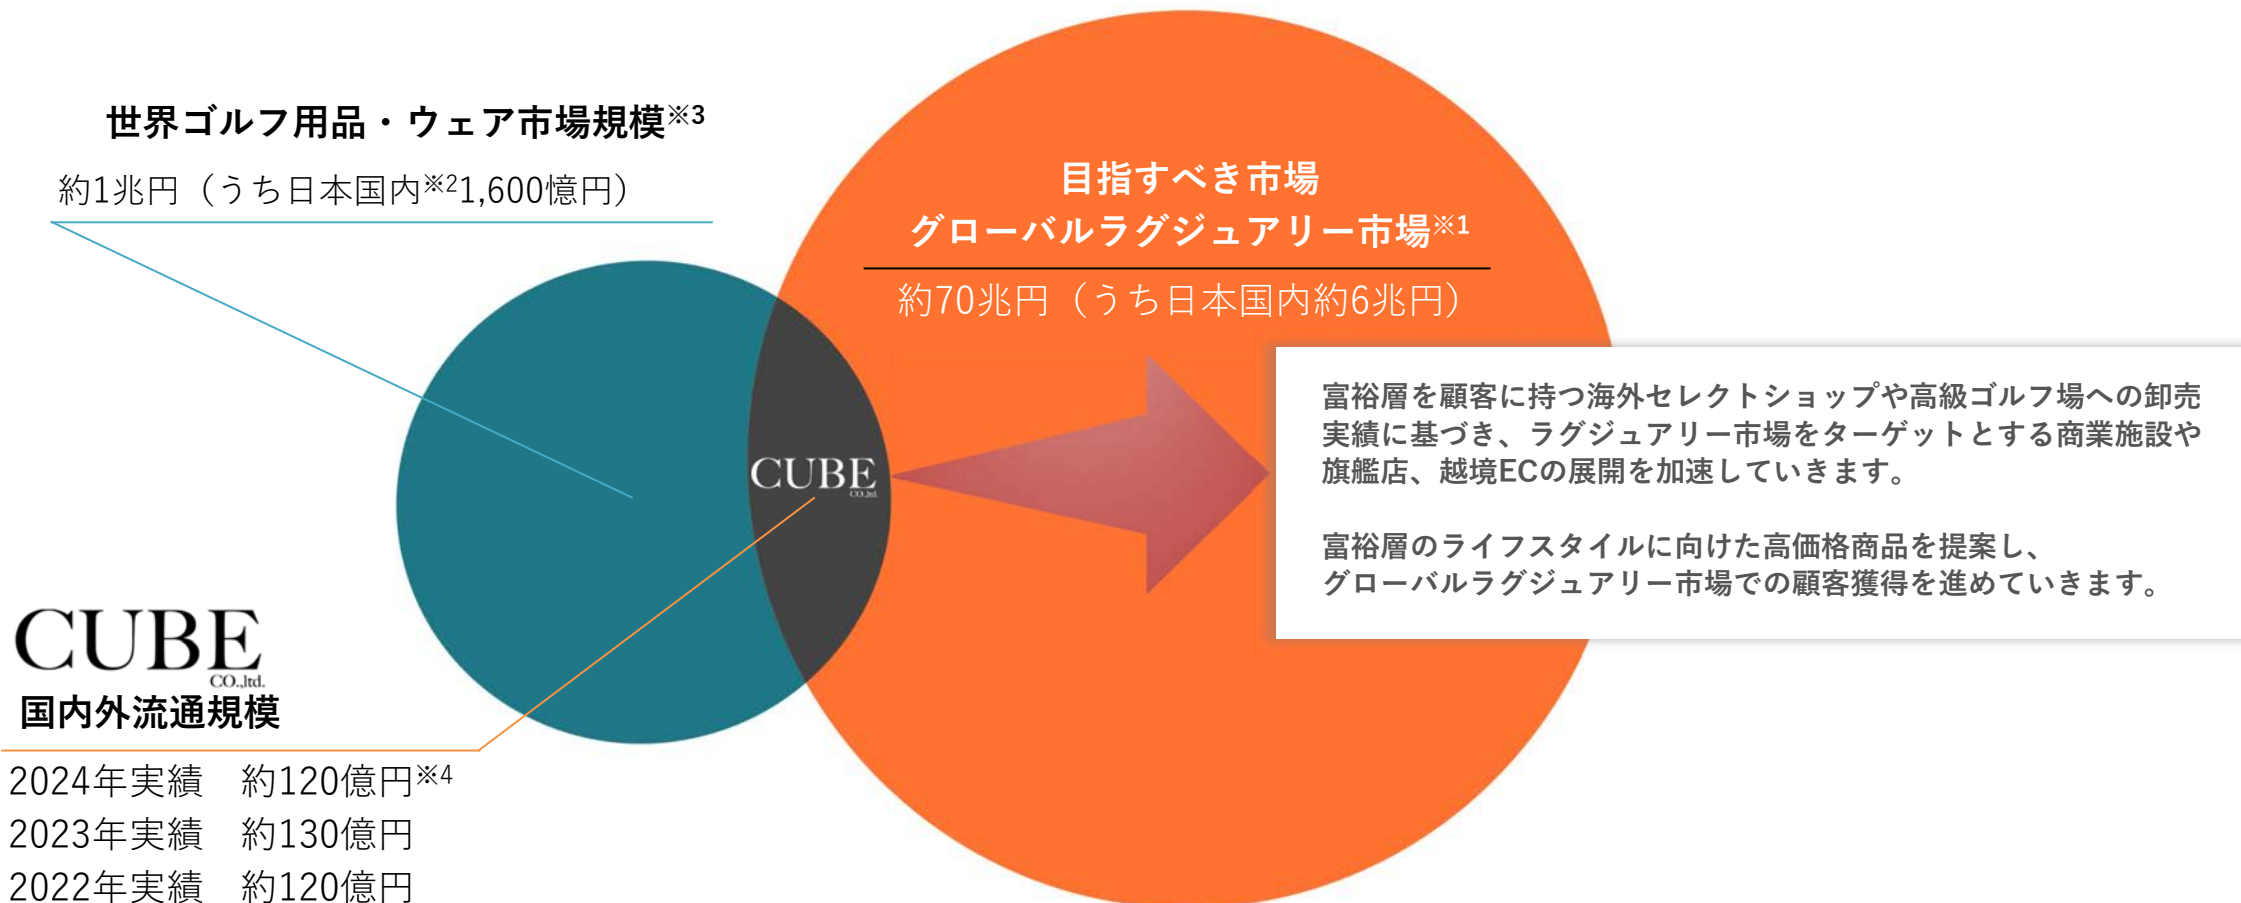 世界ゴルフ用品・ウェア市場規模※3
約1兆円（うち日本国内※21,600憶円）
目指すべき市場
グローバルラグジュアリー市場※1
約70兆円（うち日本国内約6兆円）
富裕層を顧客に持つ海外セレクトショップや高級ゴルフ場への卸売
実績に基づき、ラグジュアリー市場をターゲットとする商業施設や
旗艦店、越境ECの展開を加速していきます。
富裕層のライフスタイルに向けた高価格商品を提案し、
グローバルラグジュアリー市場での顧客獲得を進めていきます。
CUBE
CO.,ltd.
CUBE
CO.,ltd.
国内外流通規模
2024年実績　約120億円※4
2023年実績　約130億円
2022年実績　約120億円